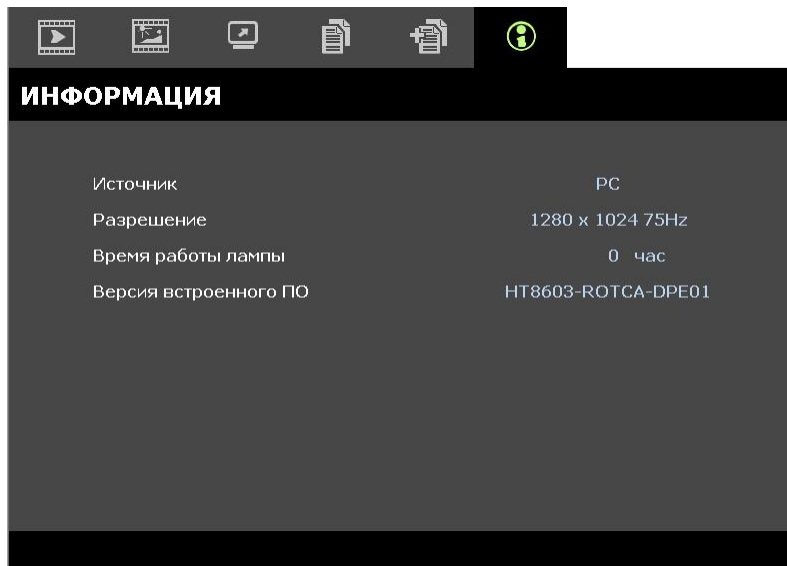 ИНФОРМАЦИЯ
Источник PC
Разрешение 1280 x 1024 75Hz
Время работы лампы 0 час
Версия встроенного ПО HT8603-ROTCA-DPE01